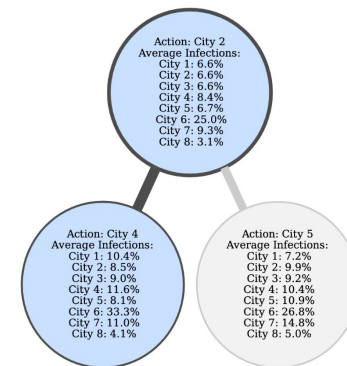 Action: City 2
Average Infections:
City 1: 6.6%
City 2: 6.6%
City 3: 6.6%
City 4: 8.4%
City 5: 6.7%
City 6: 25.0%
City 7: 9.3%
City 8: 3.1%
Action: City 4
Average Infections:
City 1: 10.4%
City 2: 8.5%
City 3: 9.0%
City 4: 11.6%
City 5: 8.1%
City 6: 33.3%
City 7: 11.0%
City 8: 4.1%
Action: City 5
Average Infections:
City 1: 7.2%
City 2: 9.9%
City 3: 9.2%
City 4: 10.4%
City 5: 10.9%
City 6: 26.8%
City 7: 14.8%
City 8: 5.0%